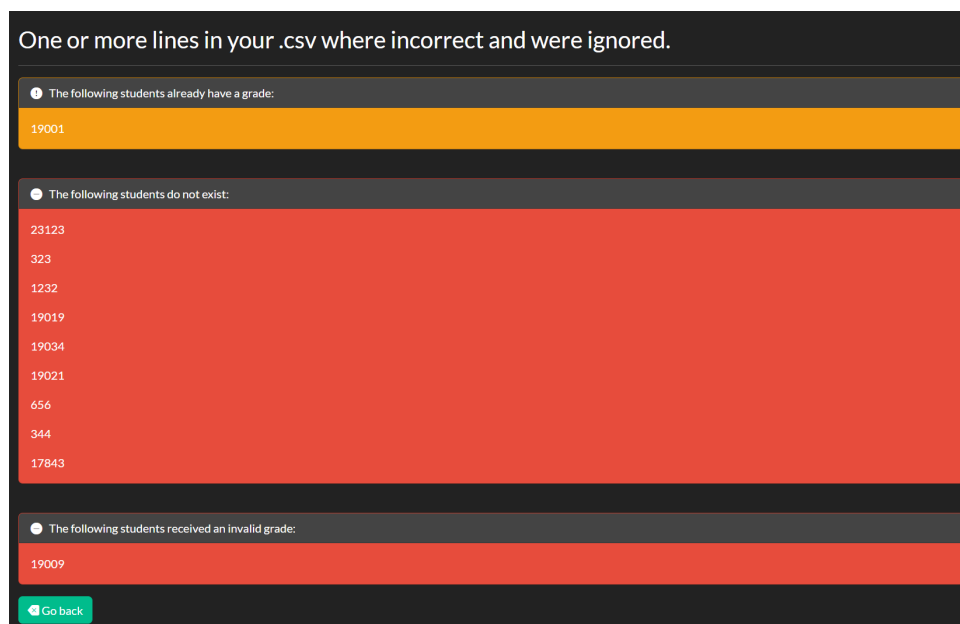 One or more lines in your .csv where incorrect and were ignored.
The following students already have a grade:
19001
The following students do not exist:
23123
323
1232
19019
19034
19021
656
344
17843
The following students received an invalid grade:
19009
Go back